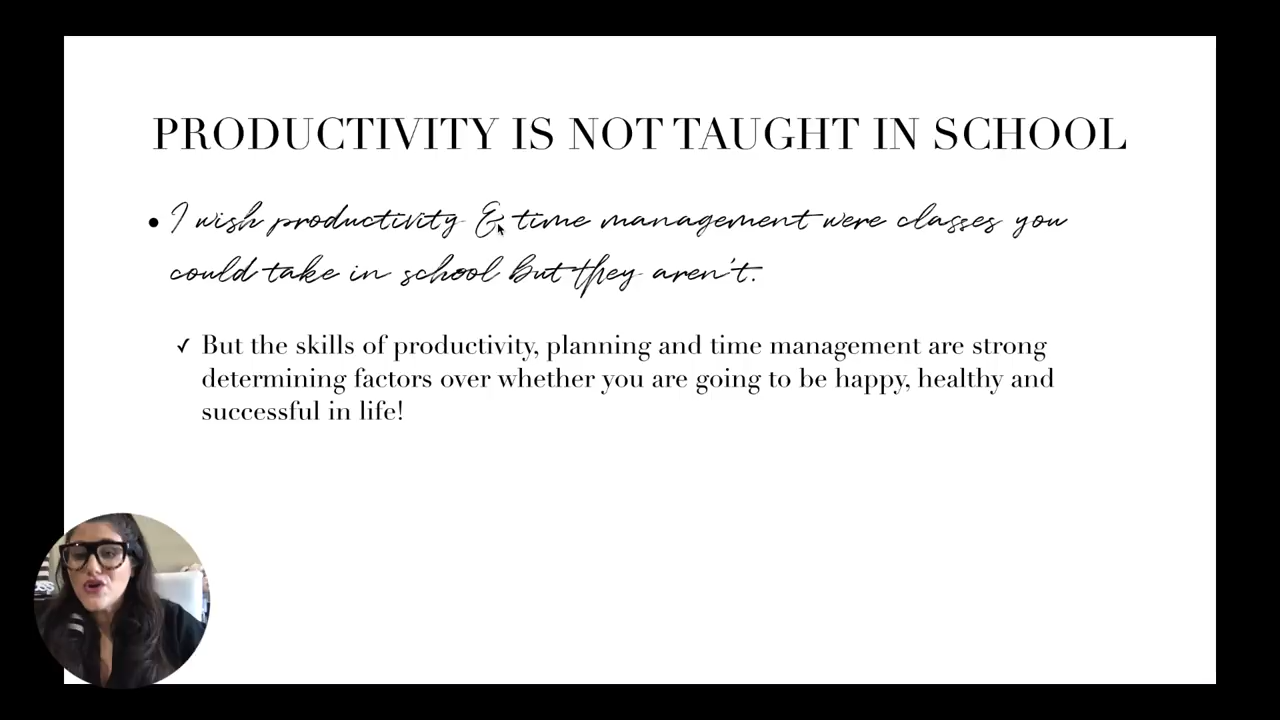 PRODUCTIVITY IS NOT TAUGHT IN SCHOOL
• I wish productivity & time management were classes you
could take in school but they aren't.
✓ But the skills of productivity, planning and time management are strong
determining factors over whether you are going to be happy, healthy and
successful in life!